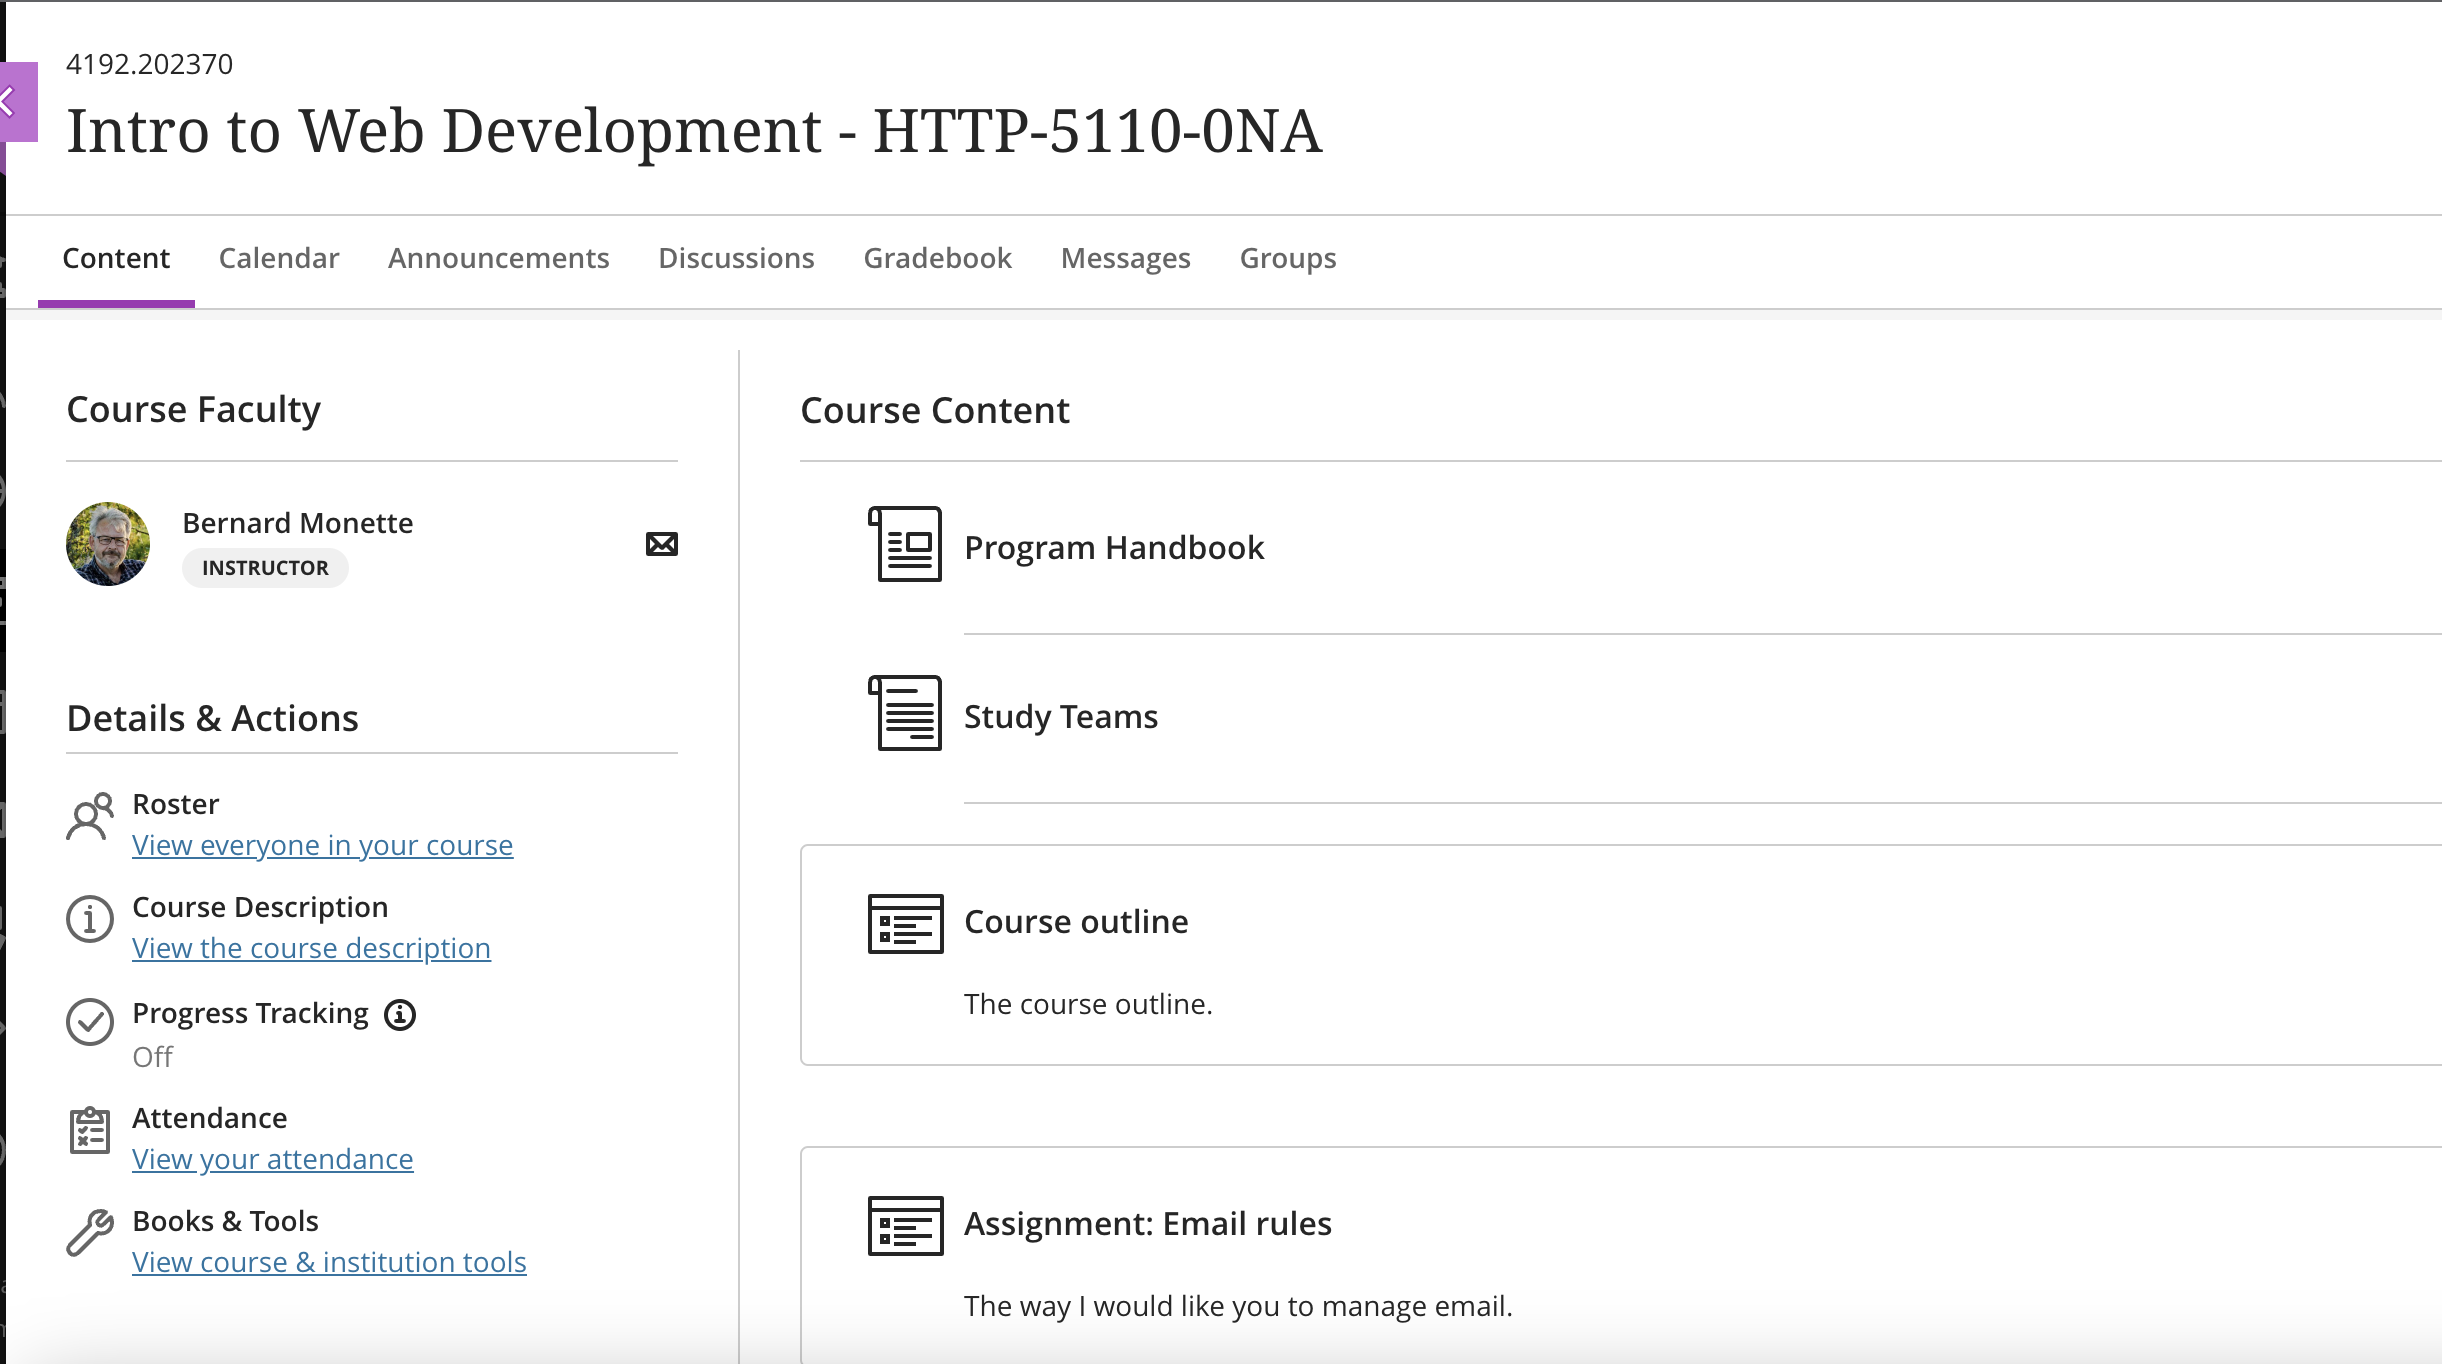 4192.202370
Intro to Web Development - HTTP-5110-0NA
Content Calendar Announcements Discussions Gradebook Messages Groups
Course Faculty
Bernard Monette
INSTRUCTOR
Details & Actions
Roster
View everyone in your course
Course Description
View the course description
Progress Tracking
Off
Attendance
View your attendance
Books & Tools
View course & institution tools
Course Content
Program Handbook
Study Teams
Course outline
The course outline.
Assignment: Email rules
The way I would like you to manage email.